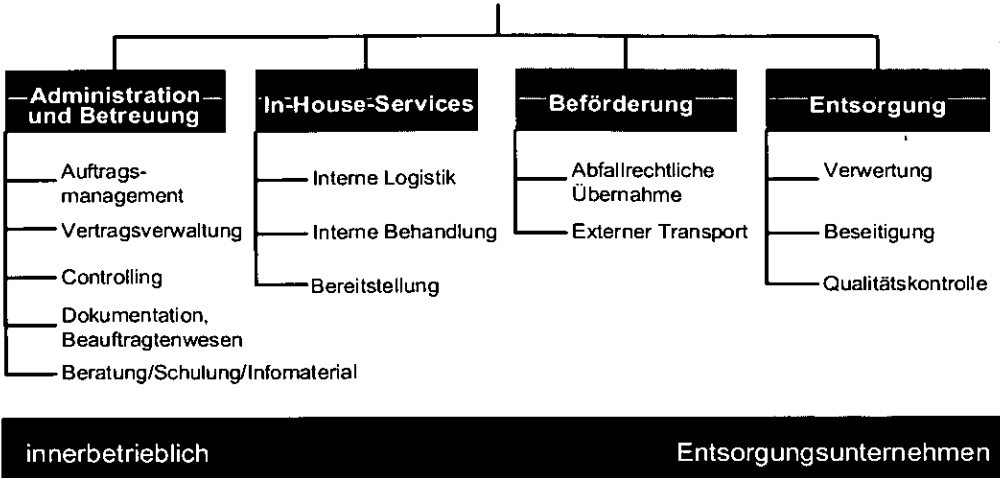 Administration
und Betreuung
In-House-Services
Beförderung
Entsorgung
Auftrags-
management
Vertragsverwaltung
Controlling
Dokumentation,
Beauftragtenwesen
Beratung/Schulung/Infomaterial
Interne Logistik
Interne Behandlung
Bereitstellung
Abfallrechtliche
Übernahme
Externer Transport
Verwertung
Beseitigung
Qualitätskontrolle
innerbetrieblich
Entsorgungsunternehmen